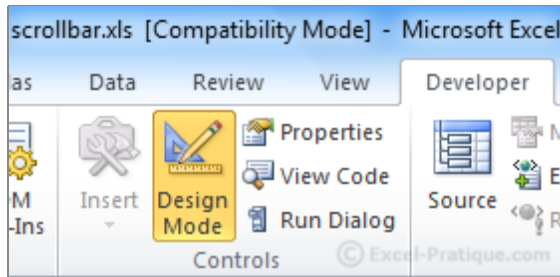 scrollbar.xls [Compatibility Mode] - Microsoft Excel
Data Review View Developer
Insert
Design
Mode
Properties
View Code
Run Dialog
-Ins
Controls
Source
© Excel-Pratique.com